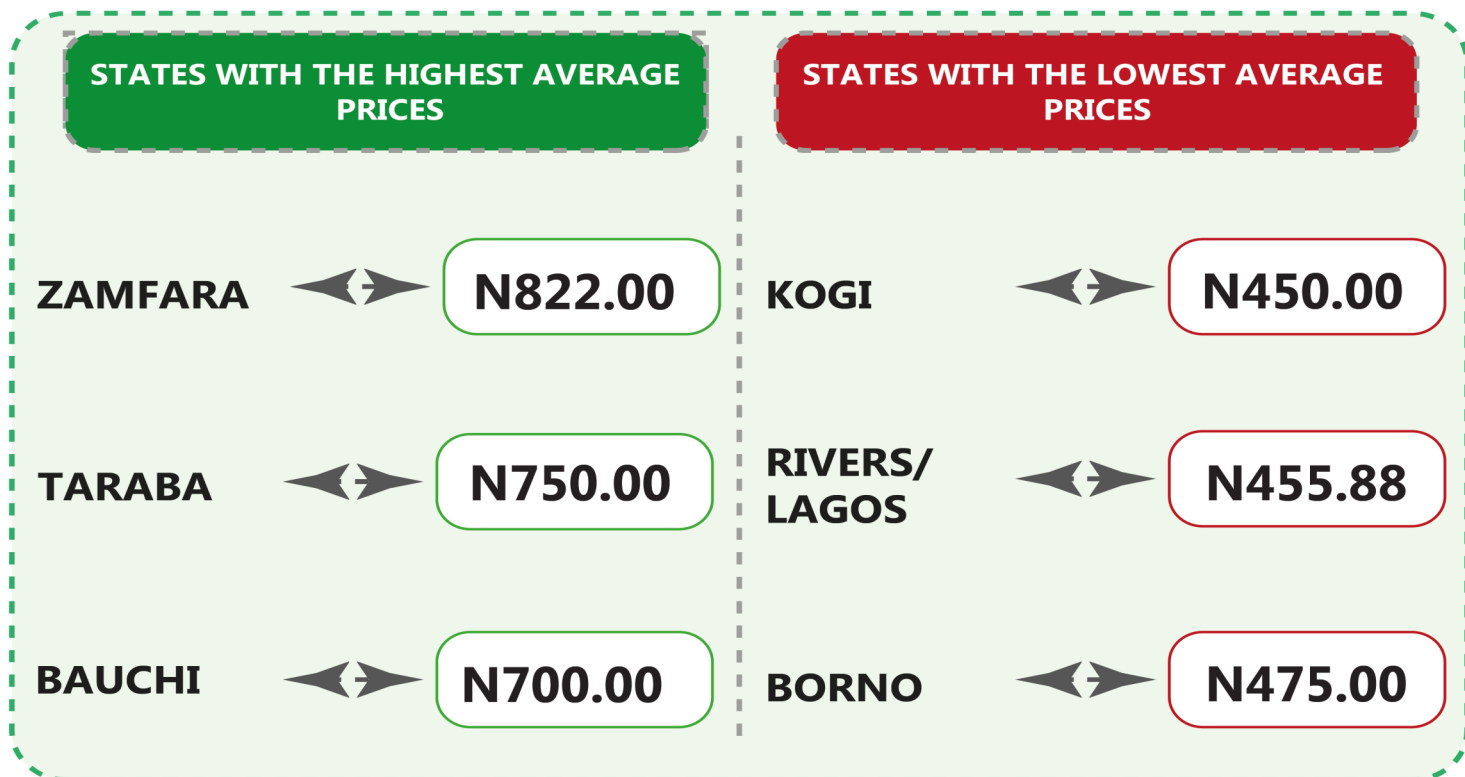 STATES WITH THE HIGHEST AVERAGE
PRICES
ZAMFARA
N822.00
TARABA
N750.00
BAUCHI
N700.00
STATES WITH THE LOWEST AVERAGE
PRICES
KOGI
N450.00
RIVERS/
LAGOS
N455.88
BORNO
N475.00